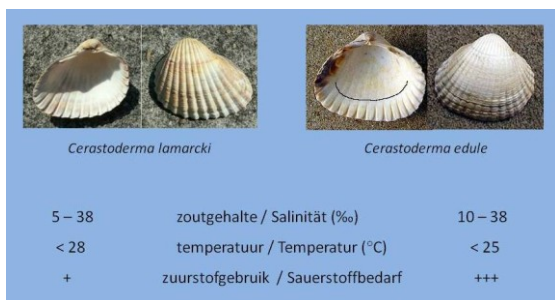 Cerastoderma lamarcki Cerastoderma edule
5 – 38 zoutgehalte / Salinität (‰) 10 – 38
< 28 temperatuur / Temperatur (°C) < 25
+ zuurstofgebruik / Sauerstoffbedarf +++